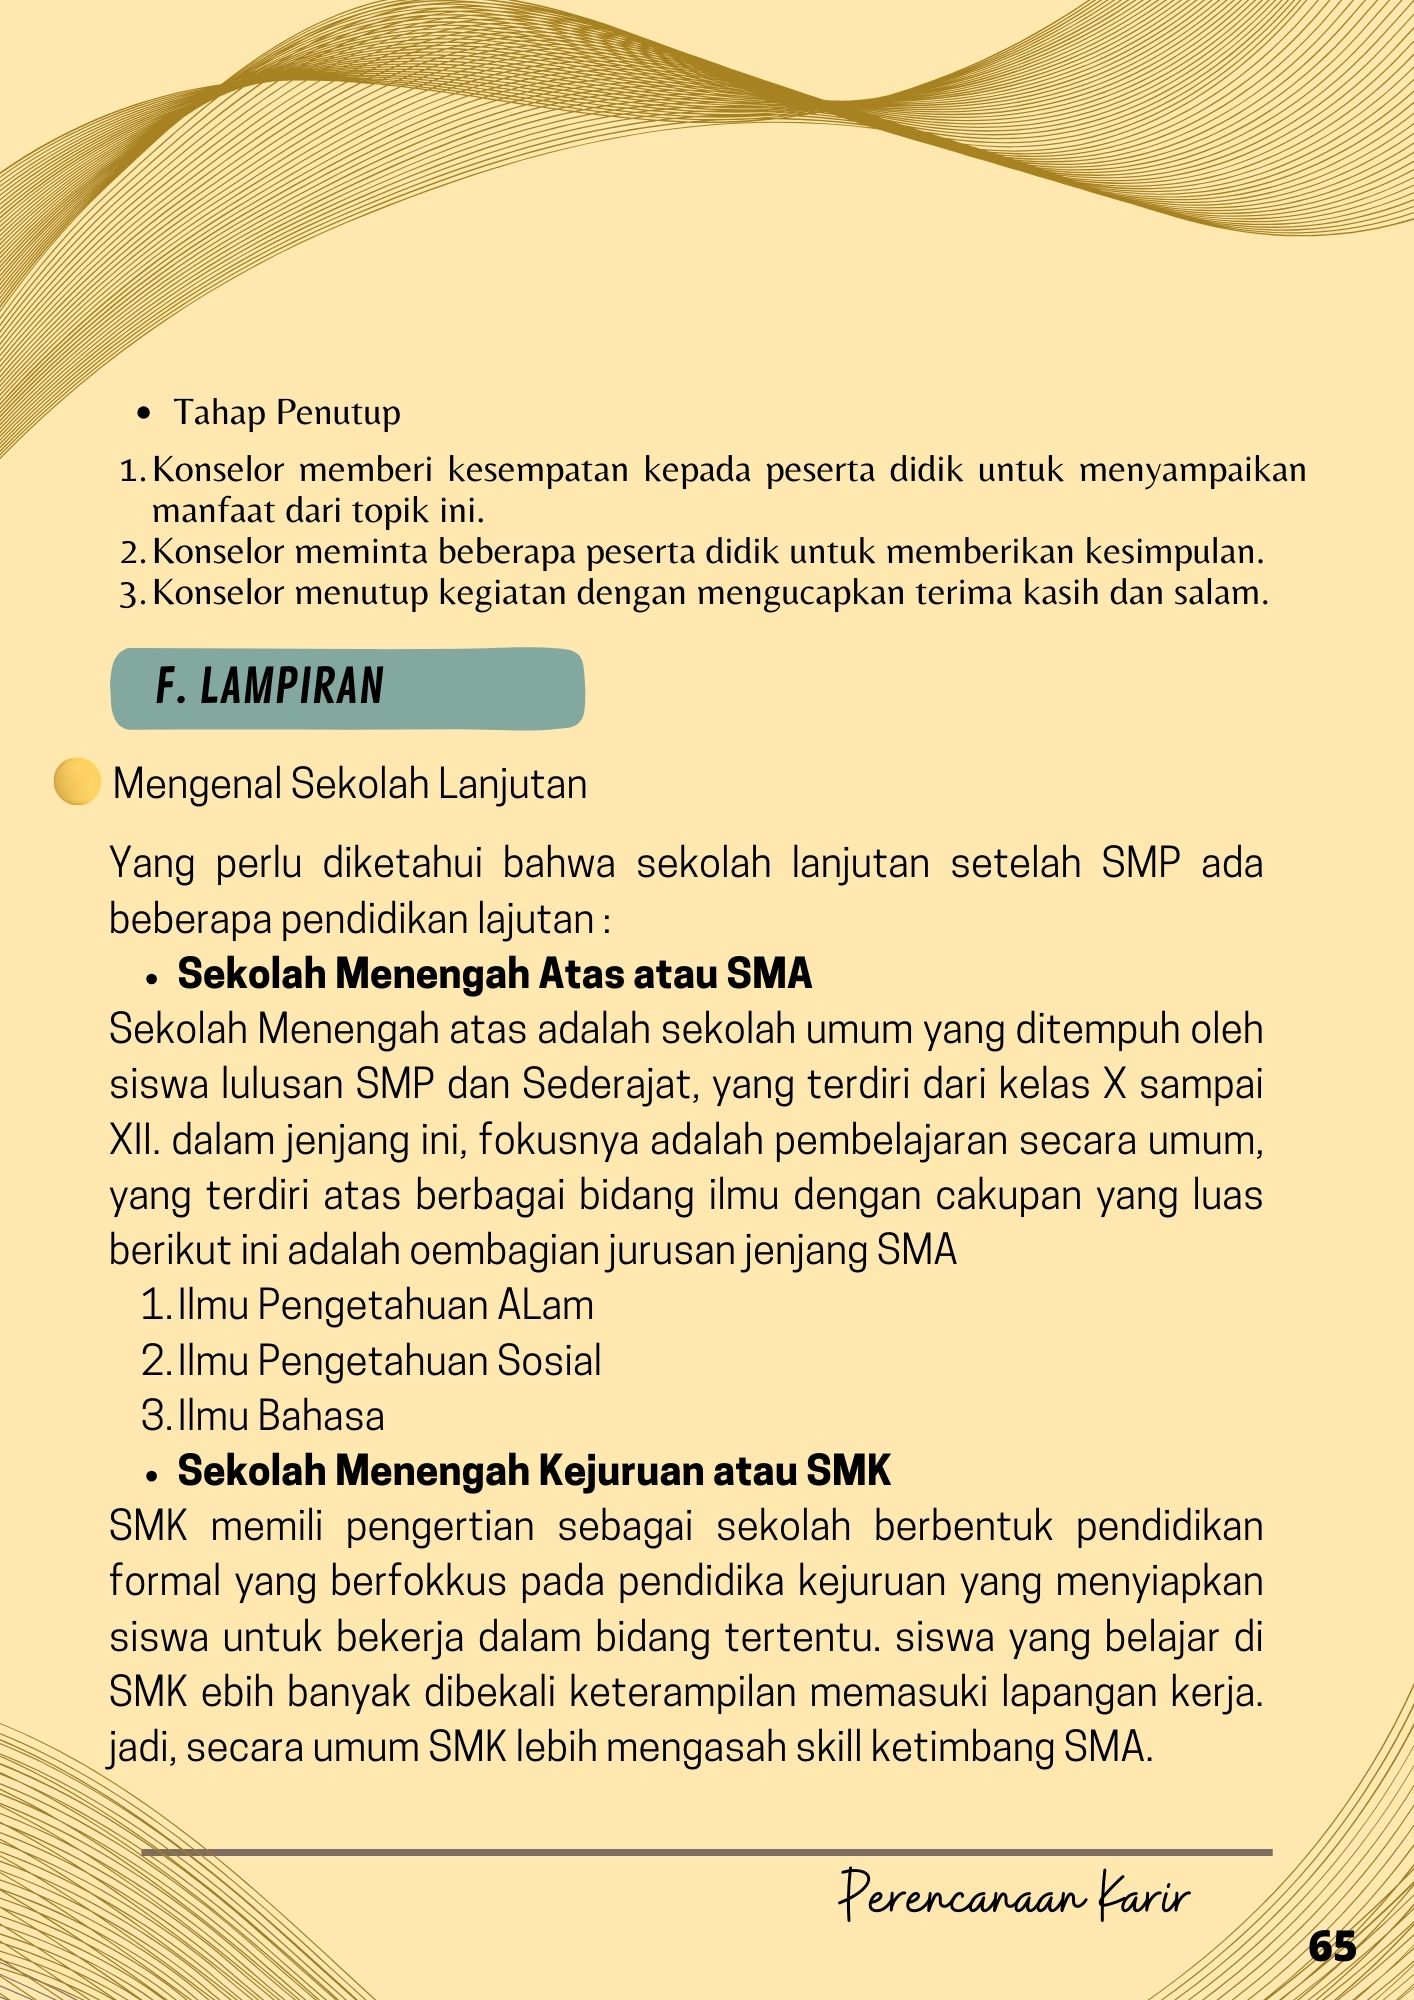 • Tahap Penutup
1. Konselor memberi kesempatan kepada peserta didik untuk menyampaikan
manfaat dari topik ini.
2. Konselor meminta beberapa peserta didik untuk memberikan kesimpulan.
3. Konselor menutup kegiatan dengan mengucapkan terima kasih dan salam.
F. LAMPIRAN
Mengenal Sekolah Lanjutan
Yang perlu diketahui bahwa sekolah lanjutan setelah SMP ada
beberapa pendidikan lajutan :
• Sekolah Menengah Atas atau SMA
Sekolah Menengah atas adalah sekolah umum yang ditempuh oleh
siswa lulusan SMP dan Sederajat, yang terdiri dari kelas X sampai
XII. dalam jenjang ini, fokusnya adalah pembelajaran secara umum,
yang terdiri atas berbagai bidang ilmu dengan cakupan yang luas
berikut ini adalah oembagian jurusan jenjang SMA
1. Ilmu Pengetahuan ALam
2. Ilmu Pengetahuan Sosial
3. Ilmu Bahasa
• Sekolah Menengah Kejuruan atau SMK
SMK memili pengertian sebagai sekolah berbentuk pendidikan
formal yang berfokkus pada pendidika kejuruan yang menyiapkan
siswa untuk bekerja dalam bidang tertentu. siswa yang belajar di
SMK ebih banyak dibekali keterampilan memasuki lapangan kerja.
jadi, secara umum SMK lebih mengasah skill ketimbang SMA.
Perencanaan Karir
65